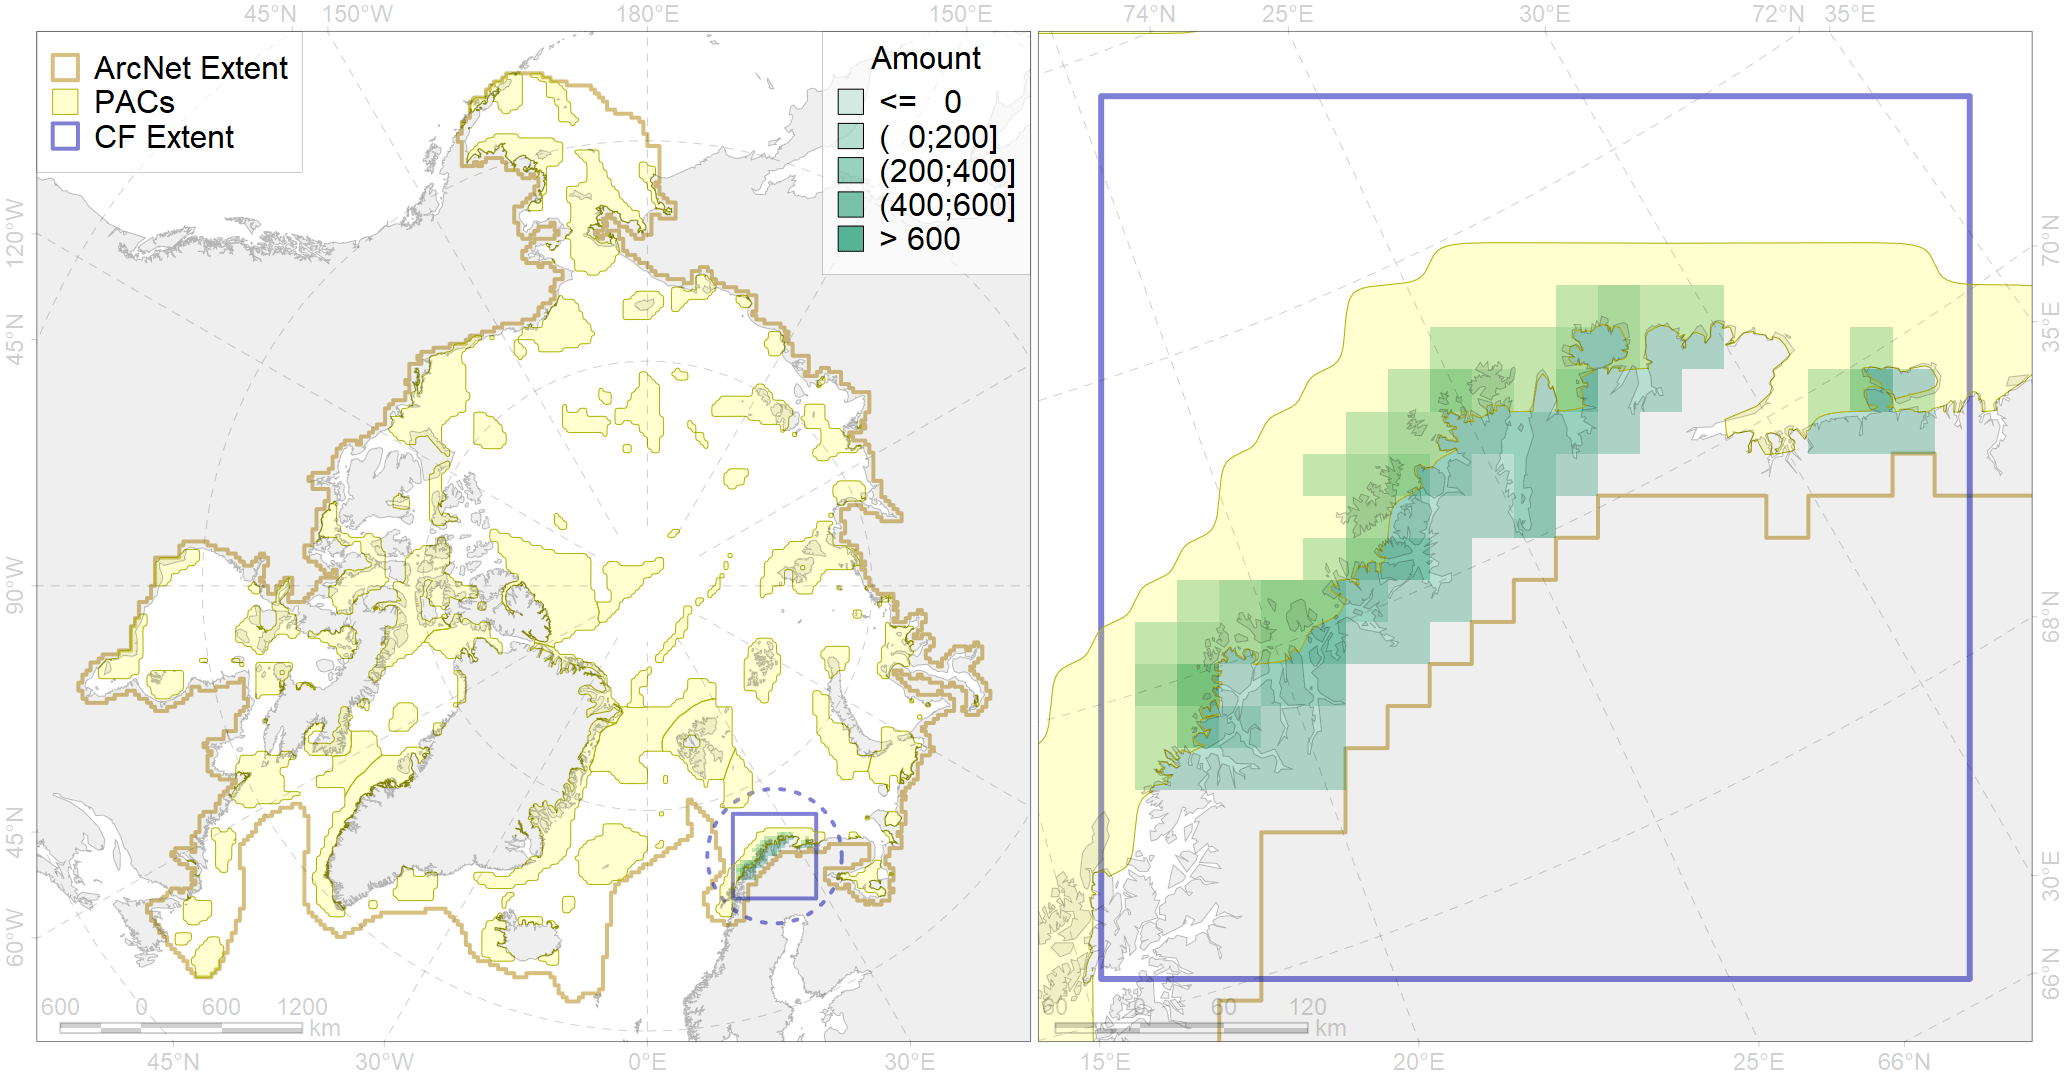 45°N 150°W 180°E 150°E 74°N 25°E 30°E 72°N 35°E
ArcNet Extent
PACs
CF Extent
Amount
<= 0
( 0;200]
(200;400]
(400;600]
> 600
120°W
45°N
90°W
45°N
60°W
70°N
35°E
68°N
30°E
66°N
600 0 600 1200
km
60 0 60 120
km
45°N 30°W 0°E 30°E 15°E 20°E 25°E 66°N